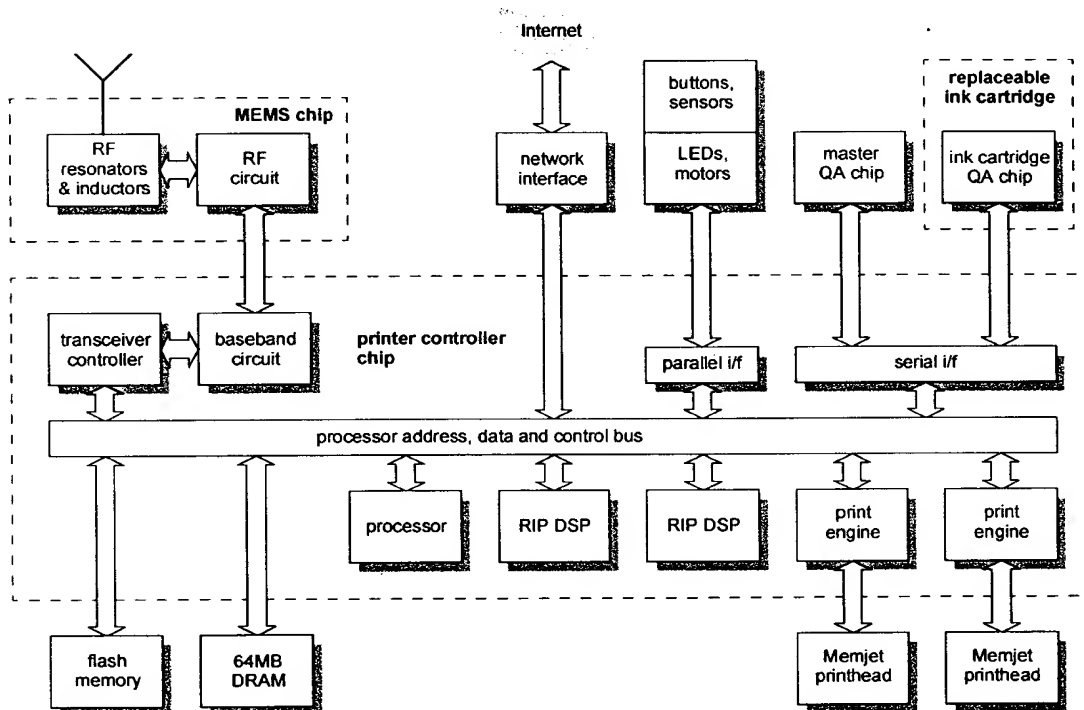 Internet
MEMS chip
RF
resonators
& inductors
RF
circuit
network
interface
buttons,
sensors
LEDs,
motors
master
QA chip
replaceable
ink cartridge
ink cartridge
QA chip
transceiver
controller
baseband
circuit
printer controller
chip
parallel i/f
serial i/f
processor address, data and control bus
processor
RIP DSP
RIP DSP
print
engine
print
engine
flash
memory
64MB
DRAM
Memjet
printhead
Memjet
printhead